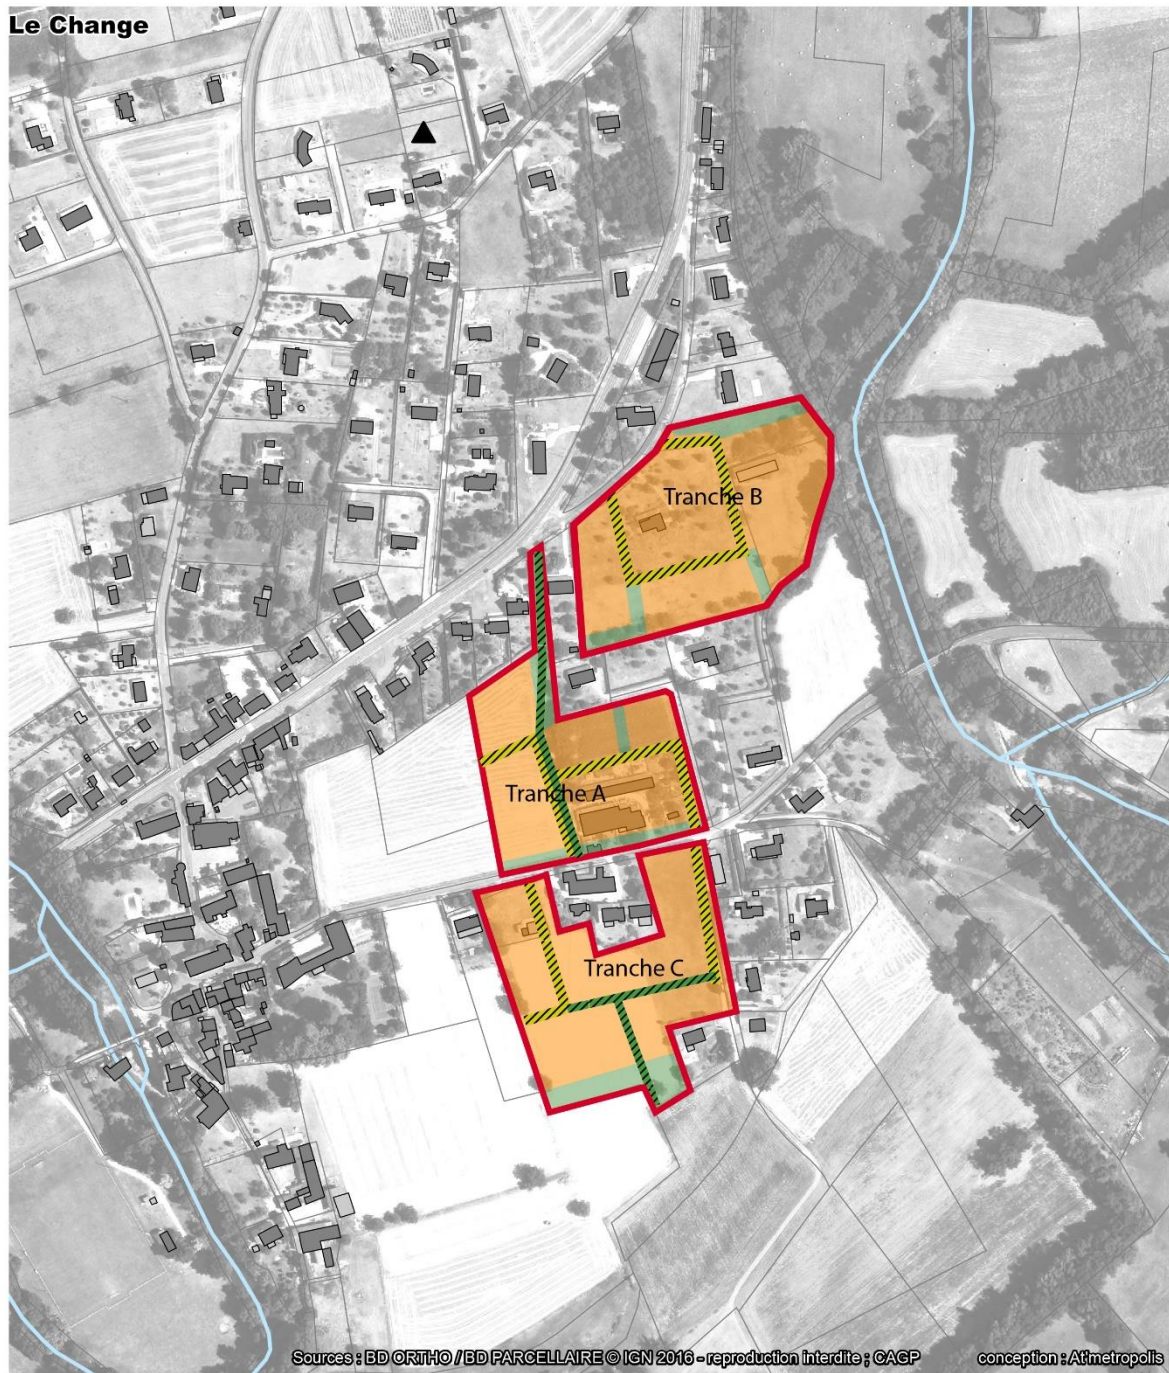 Le Change
Tranche B
Tranche A
Tranche C
Sources : BD ORTHO / BD PARCELLAIRE © IGN 2016 - reproduction interdite ; CAGP
conception : At'metropolis